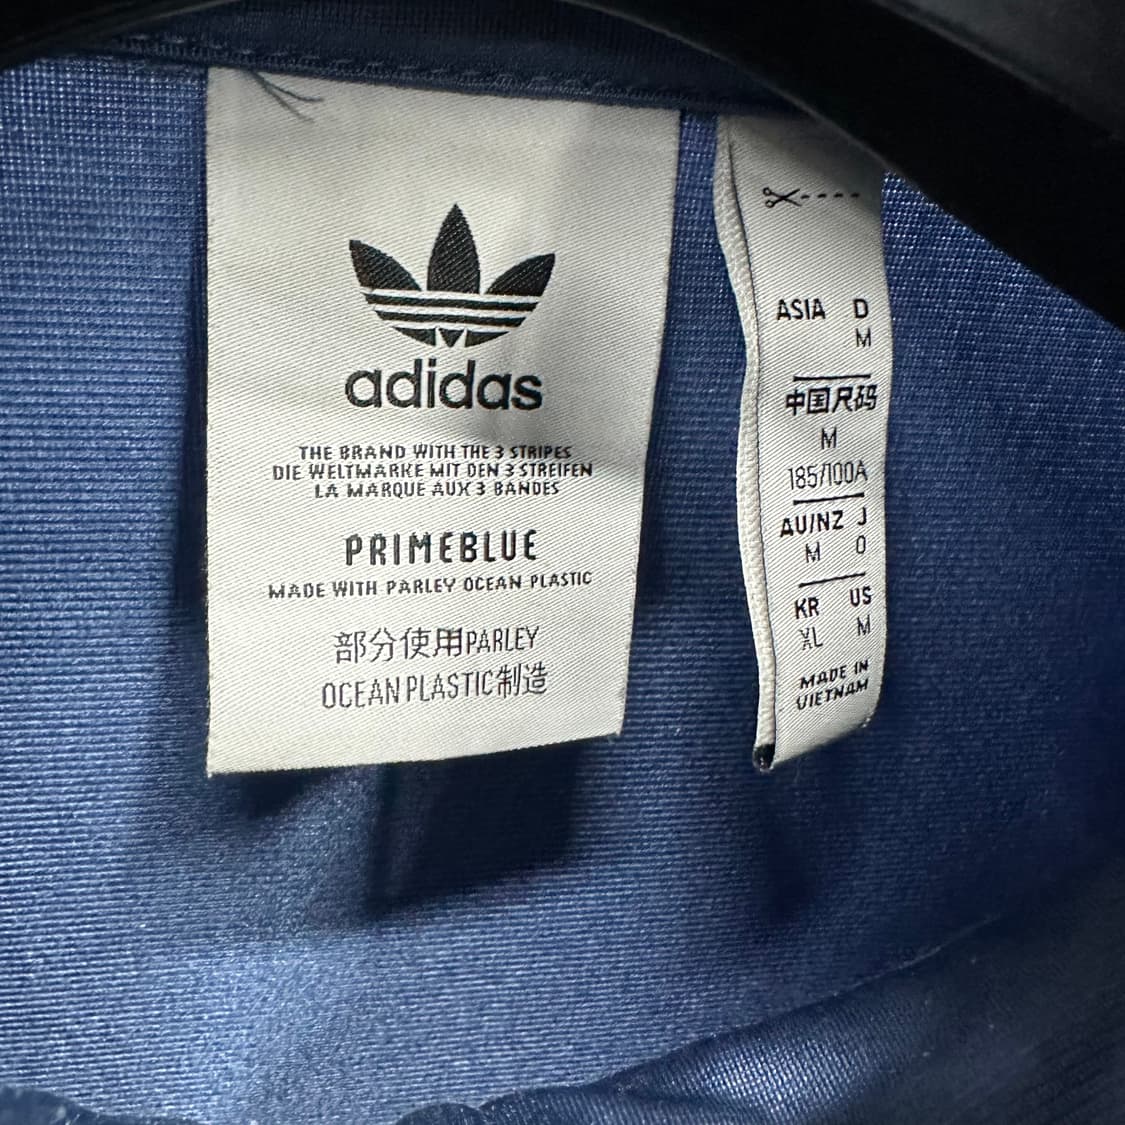 adidas
THE BRAND WITH THE 3 STRIPES
DIE WELTMARKE MIT DEN 3 STREIFEN
LA MARQUE AUX 3 BANDES
PRIMEBLUE
MADE WITH PARLEY OCEAN PLASTIC
部分使用PARLEY
OCEAN PLASTIC制造
ASIA D
M
中国尺码
M
185/100A
AU/NZ J
M O
KR US
XL M
MADE IN
VIETNAM